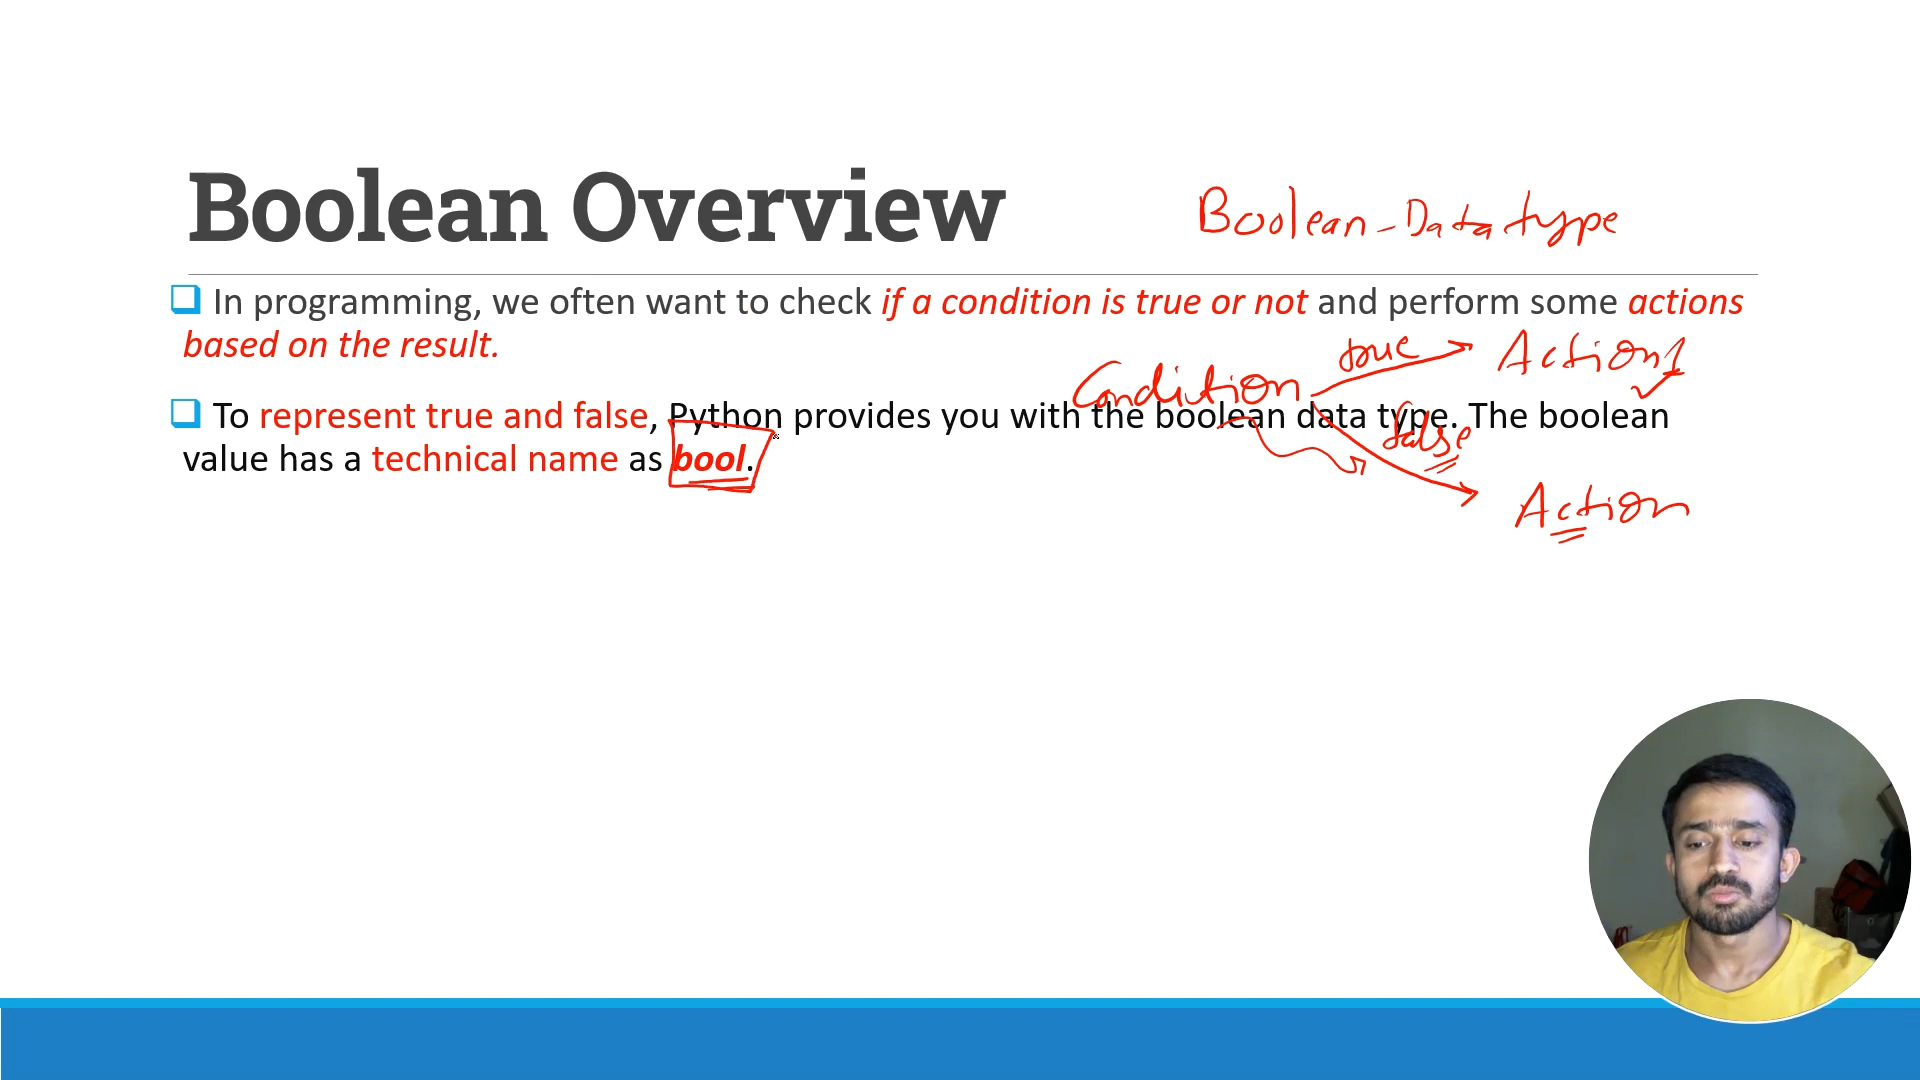 Boolean Overview
Boolean - Datatype
In programming, we often want to check if a condition is true or not and perform some actions
based on the result.
true
Action1
Condition
To represent true and false, Python provides you with the boolean data type. The boolean
false
value has a technical name as bool.
Action